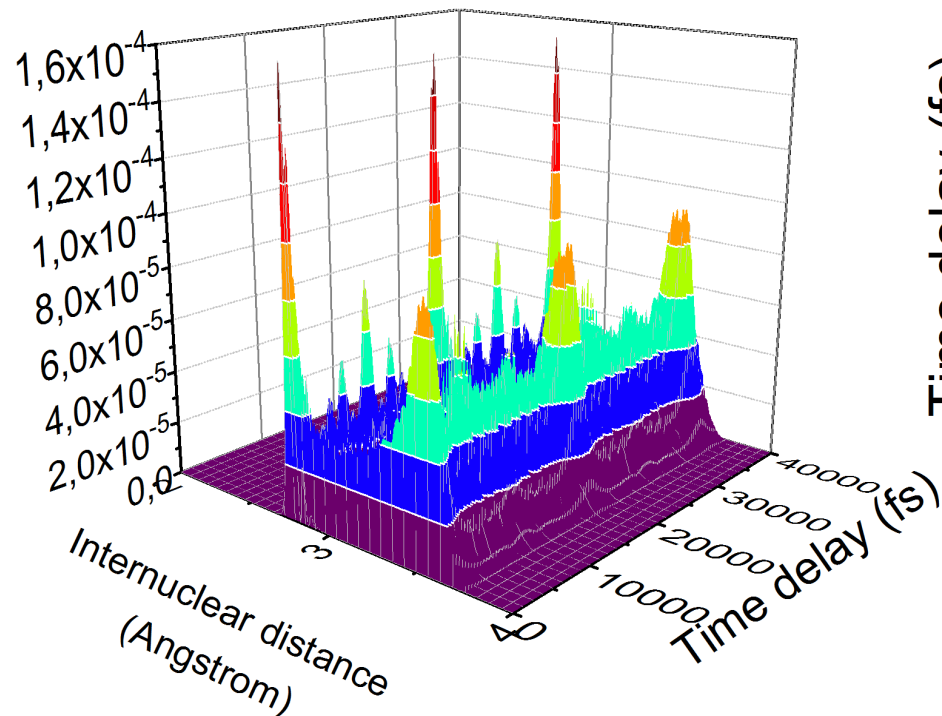 1,6x10-4
1,4x10-4
1,2x10-4
1,0x10-4
8,0x10-5
6,0x10-5
4,0x10-5
2,0x10-5
0,0
3
4
Internuclear distance
(Angstrom)
0
10000
20000
30000
40000
Time delay (fs)